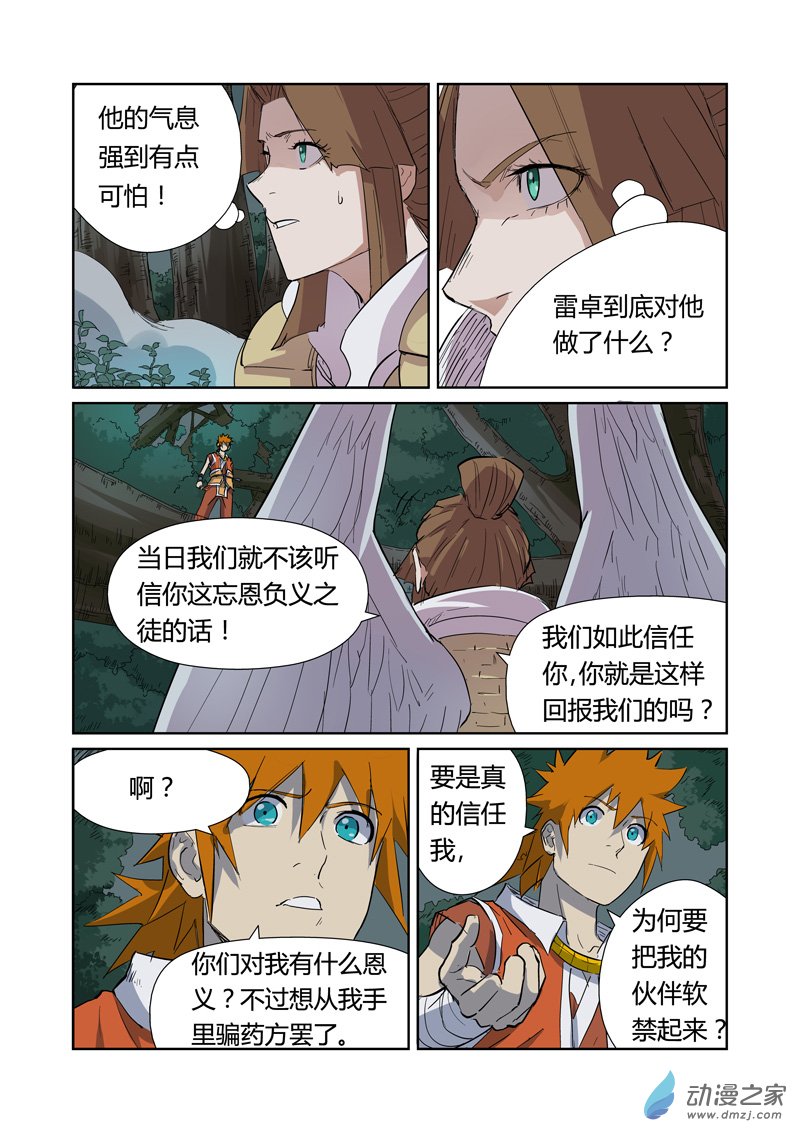 他的气息
强到有点
可怕！
雷卓到底对他
做了什么？
当日我们就不该听
信你这忘恩负义之
徒的话！
我们如此信任
你，你就是这样
回报我们的吗？
啊？
你们对我有什么恩
义？不过想从我手
里骗药方罢了。
要是真
的信任
我，
为何要
把我的
伙伴软
禁起来？
动漫之家
www.dmzj.com